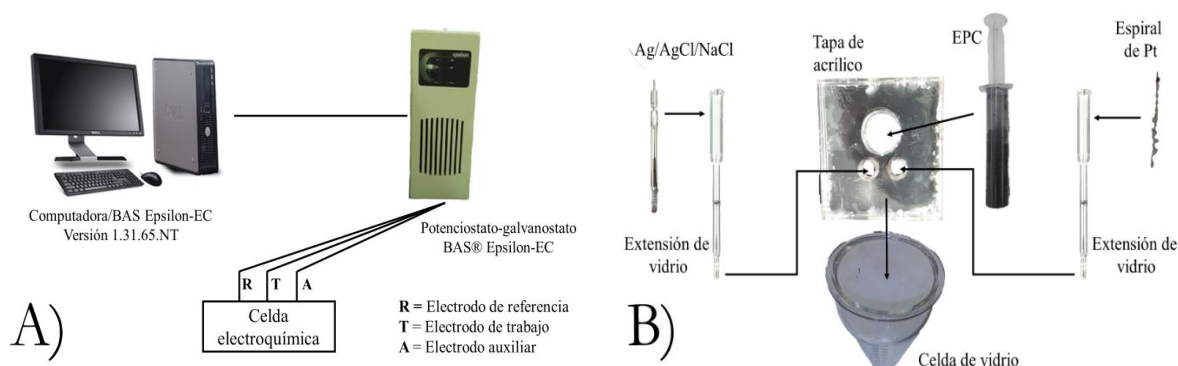 A)
Computadora/BAS Epsilon-EC
Versión 1.31.65.NT
epsilon
Potenciostato-galvanostato
BAS® Epsilon-EC
R T A
Celda
electroquímica
R = Electrodo de referencia
T = Electrodo de trabajo
A = Electrodo auxiliar
B)
Ag/AgCl/NaCl
Tapa de
acrílico
EPC
Espiral
de Pt
Extensión de
vidrio
Extensión de
vidrio
Celda de vidrio